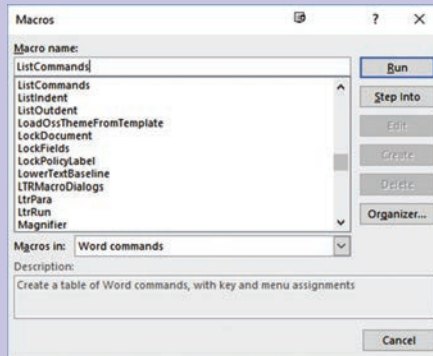 Macros
?
Macro name:
ListCommands
Run
ListCommands
ListIndent
ListOutdent
LoadOssThemeFromTemplate
LockDocument
LockFields
LockPolicyLabel
LowerTextBaseline
LTRMacroDialogs
LtrPara
LtrRun
Magnifier
Step Into
Edit
Create
Delete
Organizer...
Macros in: Word commands
Description:
Create a table of Word commands, with key and menu assignments
Cancel